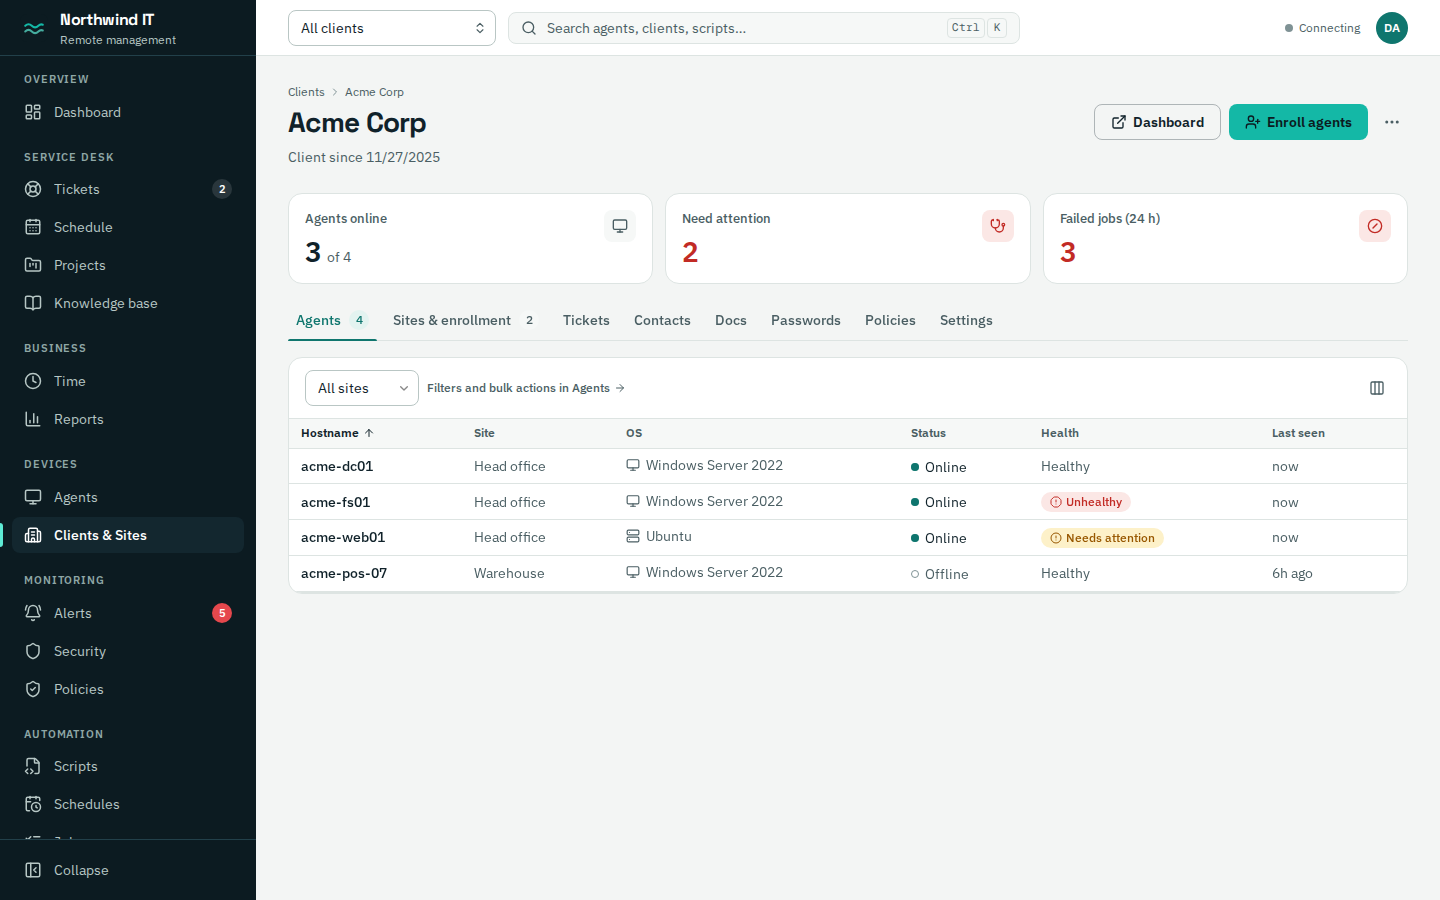 Northwind IT
Remote management
OVERVIEW
Dashboard
SERVICE DESK
Tickets 2
Schedule
Projects
Knowledge base
BUSINESS
Time
Reports
DEVICES
Agents
Clients & Sites
MONITORING
Alerts 5
Security
Policies
AUTOMATION
Scripts
Schedules
Collapse
All clients
Search agents, clients, scripts...
Ctrl K
Connecting
DA
Clients > Acme Corp
Acme Corp
Client since 11/27/2025
Dashboard
Enroll agents
Agents online
3 of 4
Need attention
2
Failed jobs (24 h)
3
Agents 4 Sites & enrollment 2 Tickets Contacts Docs Passwords Policies Settings
All sites
Filters and bulk actions in Agents →
Hostname ↑ Site OS Status Health Last seen
acme-dc01 Head office Windows Server 2022 Online Healthy now
acme-fs01 Head office Windows Server 2022 Online Unhealthy now
acme-web01 Head office Ubuntu Online Needs attention now
acme-pos-07 Warehouse Windows Server 2022 Offline Healthy 6h ago